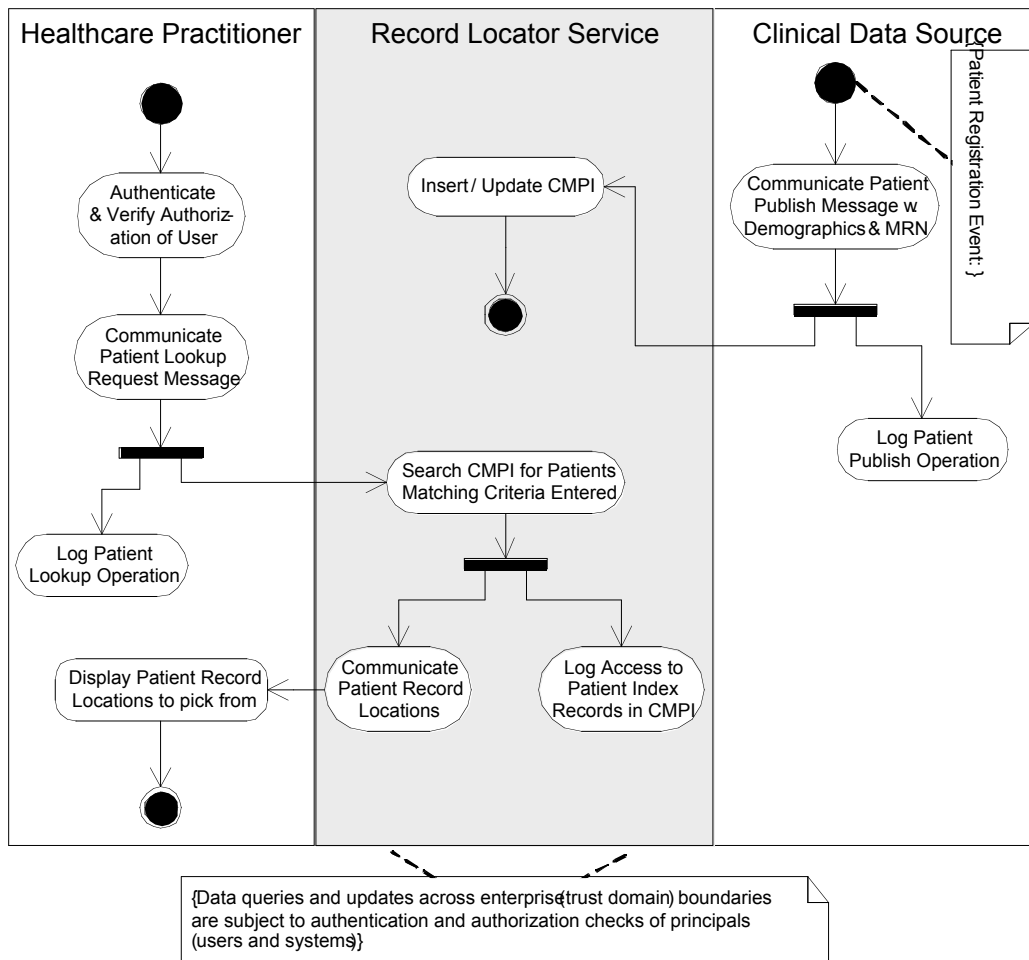 Healthcare Practitioner
Record Locator Service
Clinical Data Source
{Patient Registration Event: }
Authenticate
& Verify Authoriz-
ation of User
Insert / Update CMPI
Communicate Patient
Publish Message w.
Demographics & MRN
Communicate
Patient Lookup
Request Message
Log Patient
Publish Operation
Search CMPI for Patients
Matching Criteria Entered
Log Patient
Lookup Operation
Display Patient Record
Locations to pick from
Communicate
Patient Record
Locations
Log Access to
Patient Index
Records in CMPI
{Data queries and updates across enterprise (trust domain) boundaries
are subject to authentication and authorization checks of principals
(users and systems)}